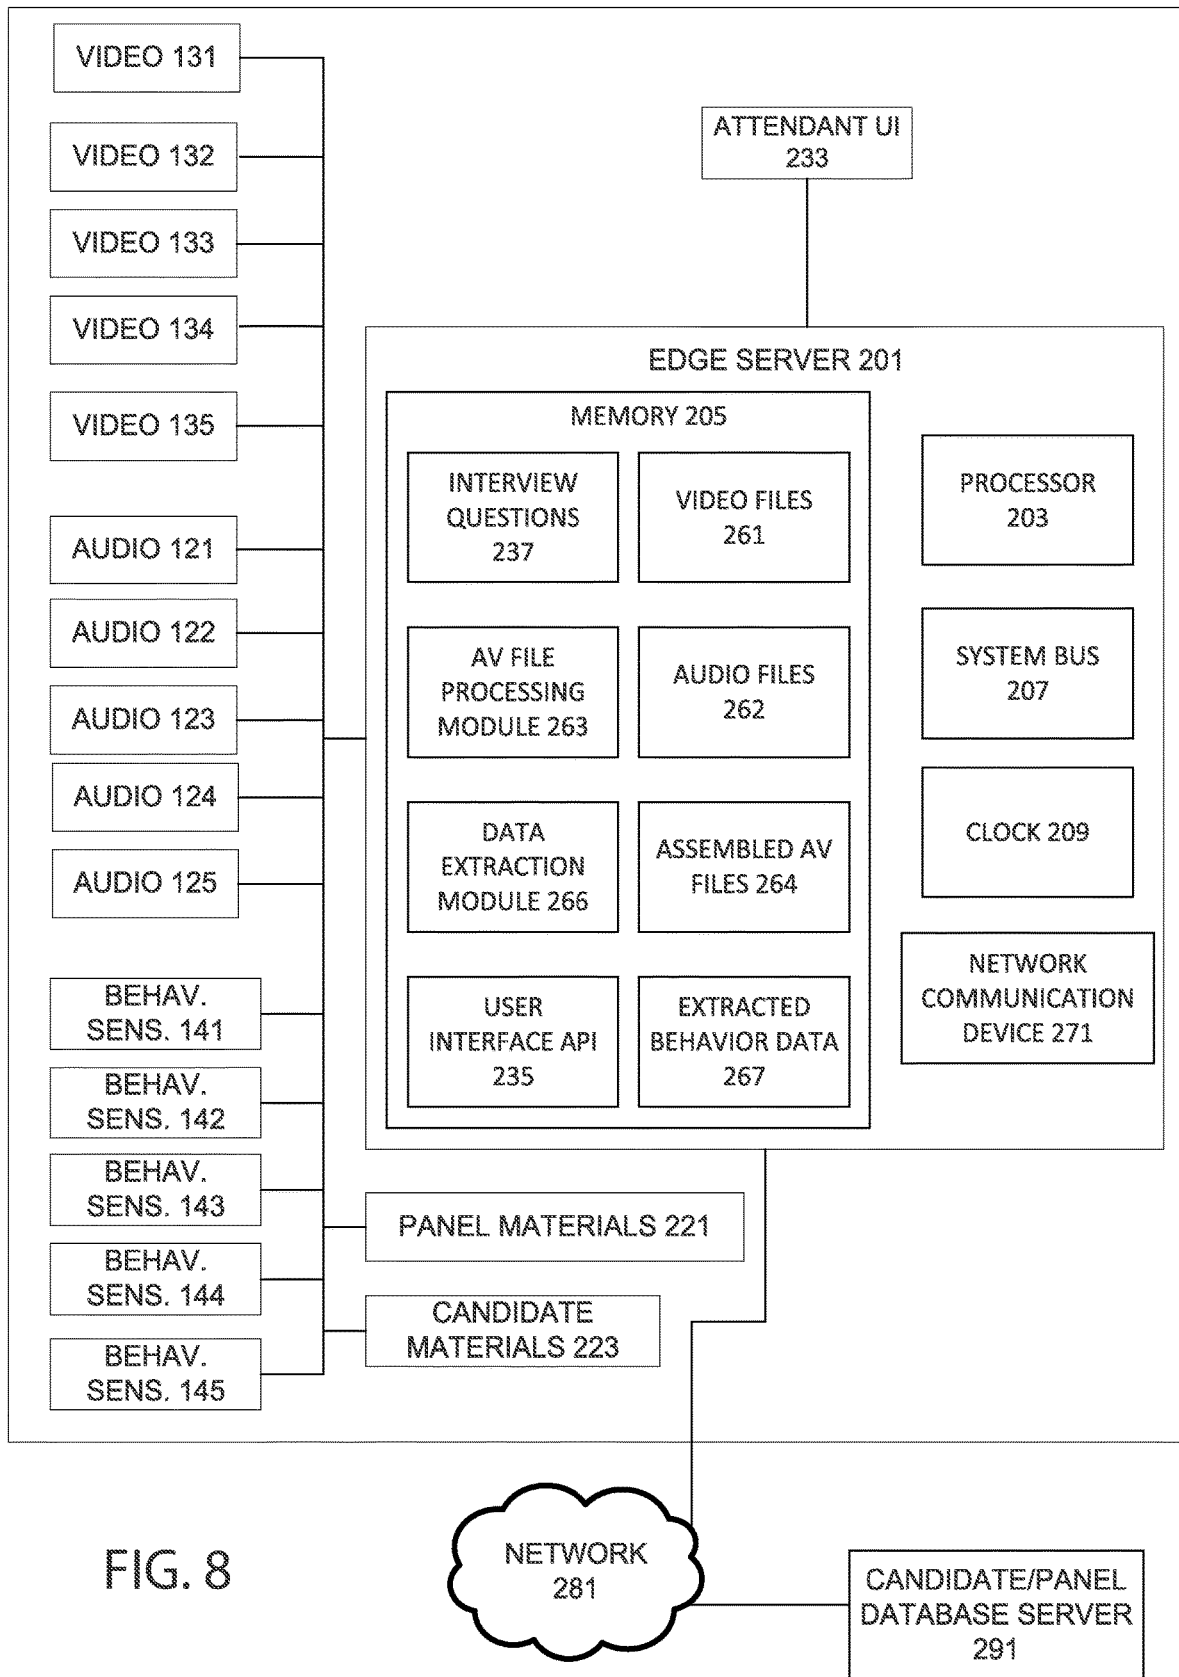 VIDEO 131
VIDEO 132
VIDEO 133
VIDEO 134
VIDEO 135
AUDIO 121
AUDIO 122
AUDIO 123
AUDIO 124
AUDIO 125
BEHAV.
SENS. 141
BEHAV.
SENS. 142
BEHAV.
SENS. 143
BEHAV.
SENS. 144
BEHAV.
SENS. 145
ATTENDANT UI
233
EDGE SERVER 201
MEMORY 205
INTERVIEW
QUESTIONS
237
VIDEO FILES
261
AV FILE
PROCESSING
MODULE 263
AUDIO FILES
262
DATA
EXTRACTION
MODULE 266
ASSEMBLED AV
FILES 264
USER
INTERFACE API
235
EXTRACTED
BEHAVIOR DATA
267
PROCESSOR
203
SYSTEM BUS
207
CLOCK 209
NETWORK
COMMUNICATION
DEVICE 271
PANEL MATERIALS 221
CANDIDATE
MATERIALS 223
NETWORK
281
CANDIDATE/PANEL
DATABASE SERVER
291
FIG. 8